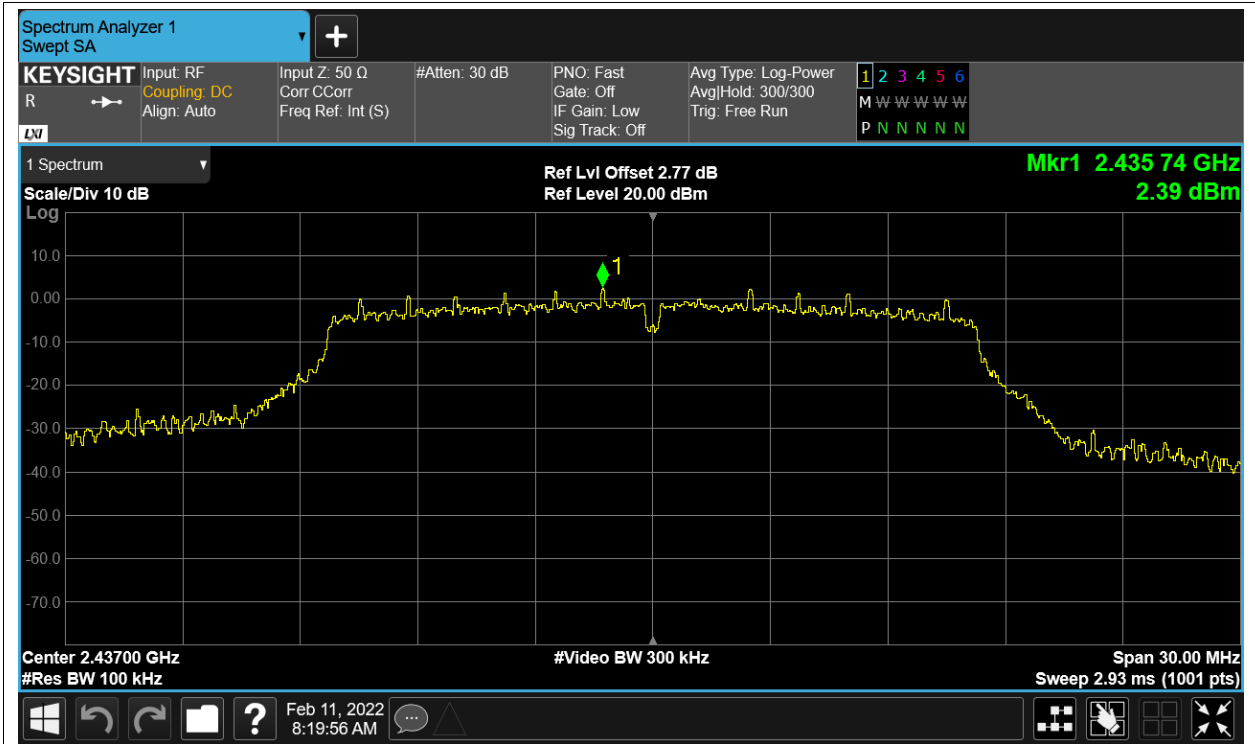 Spectrum Analyzer 1
Swept SA
KEYSIGHT
R
LXI
Input: RF
Coupling: DC
Align: Auto
Input Z: 50 Ω
Corr CCorr
Freq Ref: Int (S)
#Atten: 30 dB
PNO: Fast
Gate: Off
IF Gain: Low
Sig Track: Off
Avg Type: Log-Power
Avg|Hold: 300/300
Trig: Free Run
1 2 3 4 5 6
M W W W W W
P N N N N N
1 Spectrum
Scale/Div 10 dB
Log
Ref Lvl Offset 2.77 dB
Ref Level 20.00 dBm
Mkr1 2.435 74 GHz
2.39 dBm
1
10.0
0.00
-10.0
-20.0
-30.0
-40.0
-50.0
-60.0
-70.0
Center 2.43700 GHz
#Res BW 100 kHz
#Video BW 300 kHz
Span 30.00 MHz
Sweep 2.93 ms (1001 pts)
?
Feb 11, 2022
8:19:56 AM